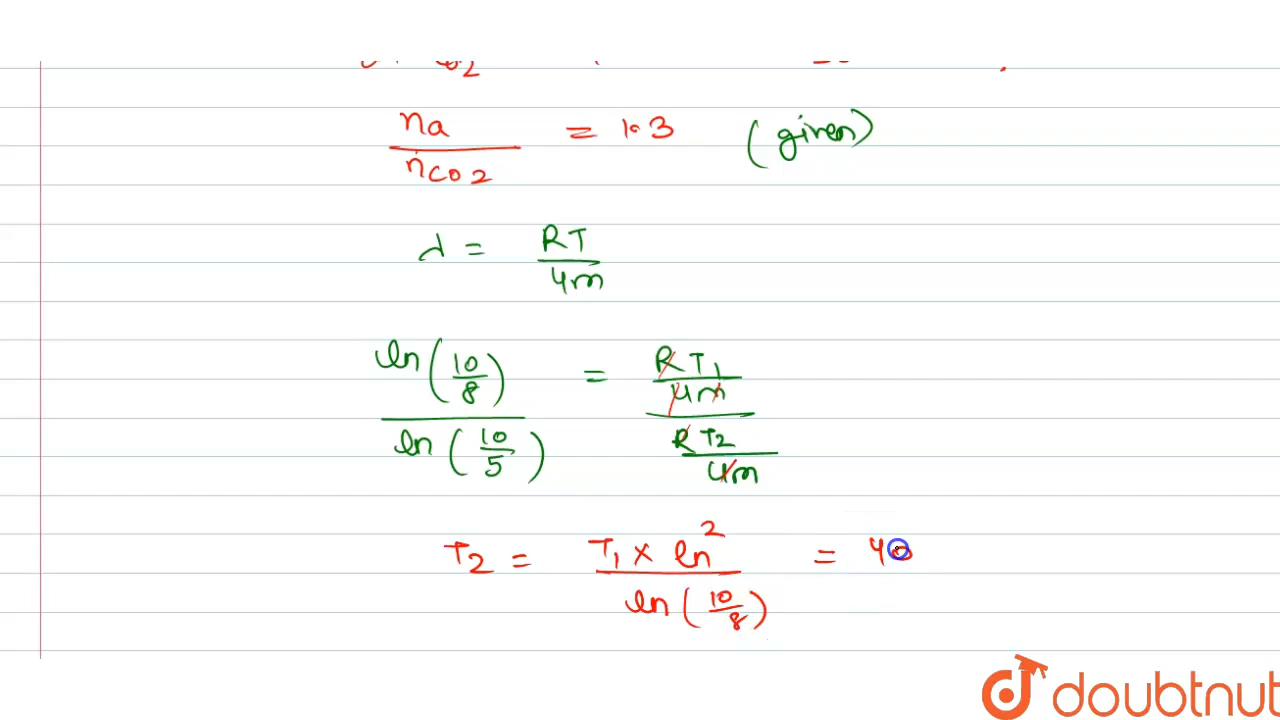 na / nCO2 = 1.3 (given)
λ = RT / 4m
ln(10/8) / ln(10/5) = (RT1 / 4m) / (RT2 / 4m)
T2 = T1 × ln2 / ln(10/8) = 40
doubtnut